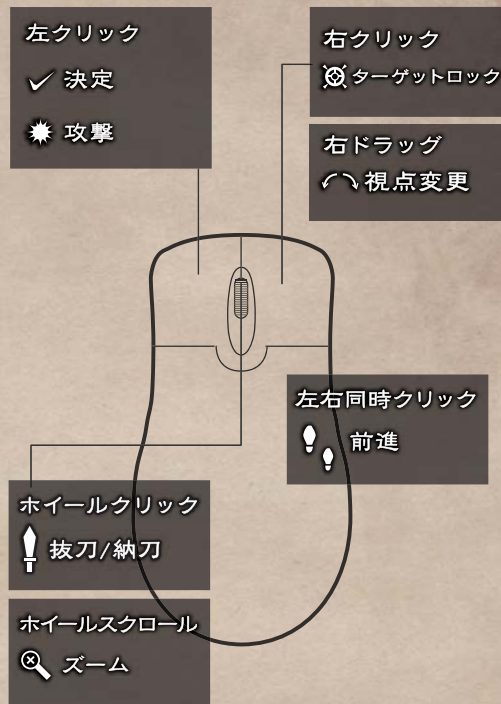 左クリック
決定
攻撃
右クリック
ターゲットロック
右ドラッグ
視点変更
左右同時クリック
前進
ホイールクリック
抜刀/納刀
ホイールスクロール
ズーム